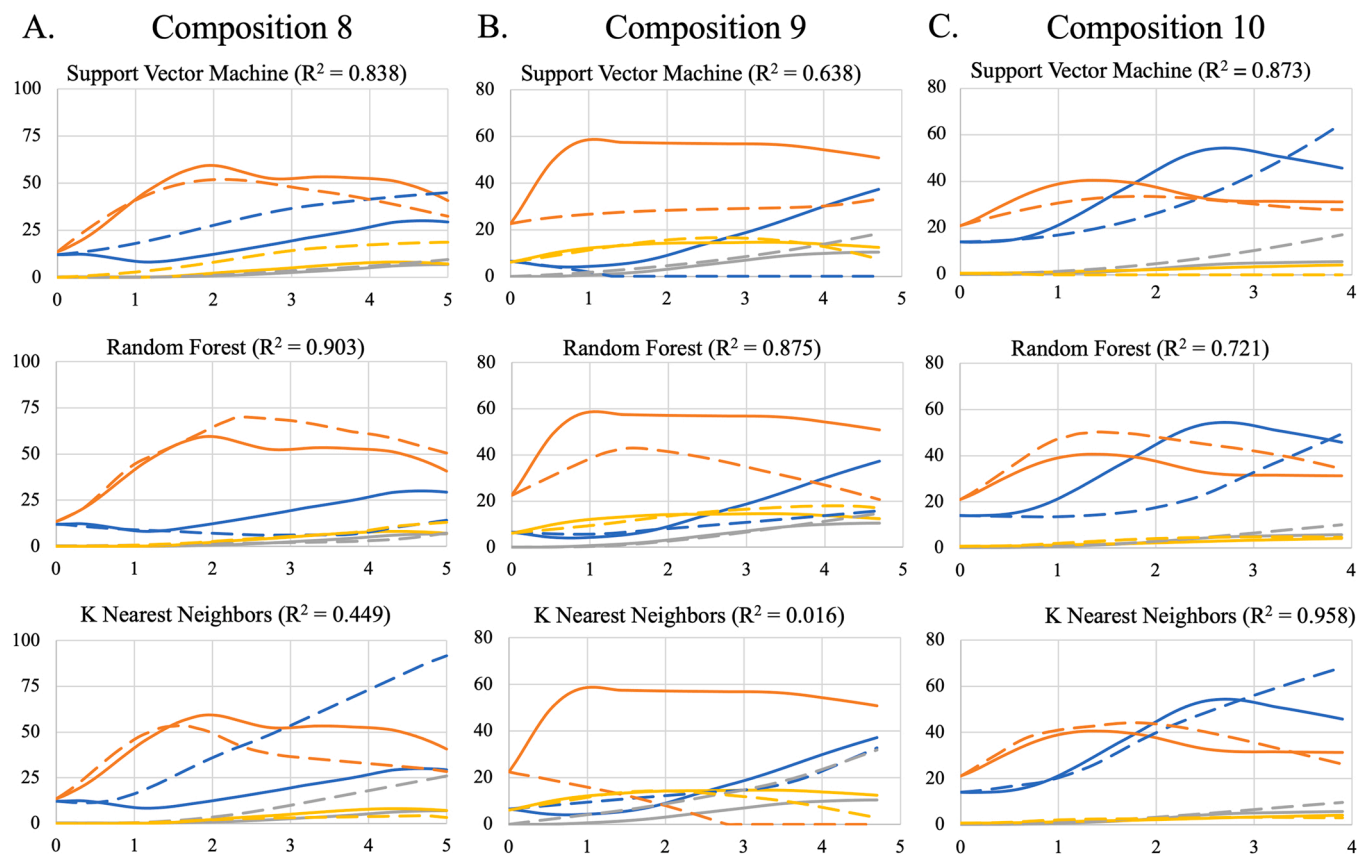 A. Composition 8 B. Composition 9 C. Composition 10
Support Vector Machine (R² = 0.838) Support Vector Machine (R² = 0.638) Support Vector Machine (R² = 0.873)
100 80 80
75 60 60
50 40 40
25 20 20
0 0 0
0 1 2 3 4 5 0 1 2 3 4 5 0 1 2 3 4
Random Forest (R² = 0.903) Random Forest (R² = 0.875) Random Forest (R² = 0.721)
100 80 80
75 60 60
50 40 40
25 20 20
0 0 0
0 1 2 3 4 5 0 1 2 3 4 5 0 1 2 3 4
K Nearest Neighbors (R² = 0.449) K Nearest Neighbors (R² = 0.016) K Nearest Neighbors (R² = 0.958)
100 80 80
75 60 60
50 40 40
25 20 20
0 0 0
0 1 2 3 4 5 0 1 2 3 4 5 0 1 2 3 4